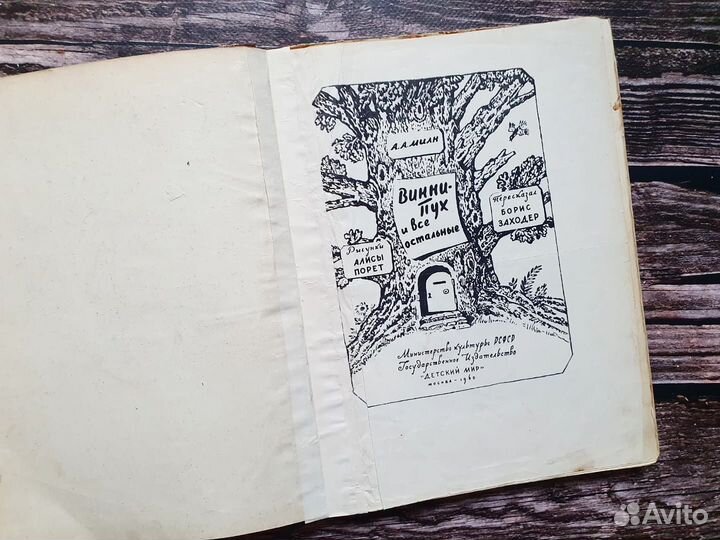 А.А. МИЛН
ВИННИ-
ПУХ
и все
остальные
Пересказал
БОРИС
ЗАХОДЕР
Рисунки
АЛИСЫ
ПОРЕТ
Министерство культуры РСФСР
Государственное Издательство
"ДЕТСКИЙ МИР"
МОСКВА - 1960
Avito